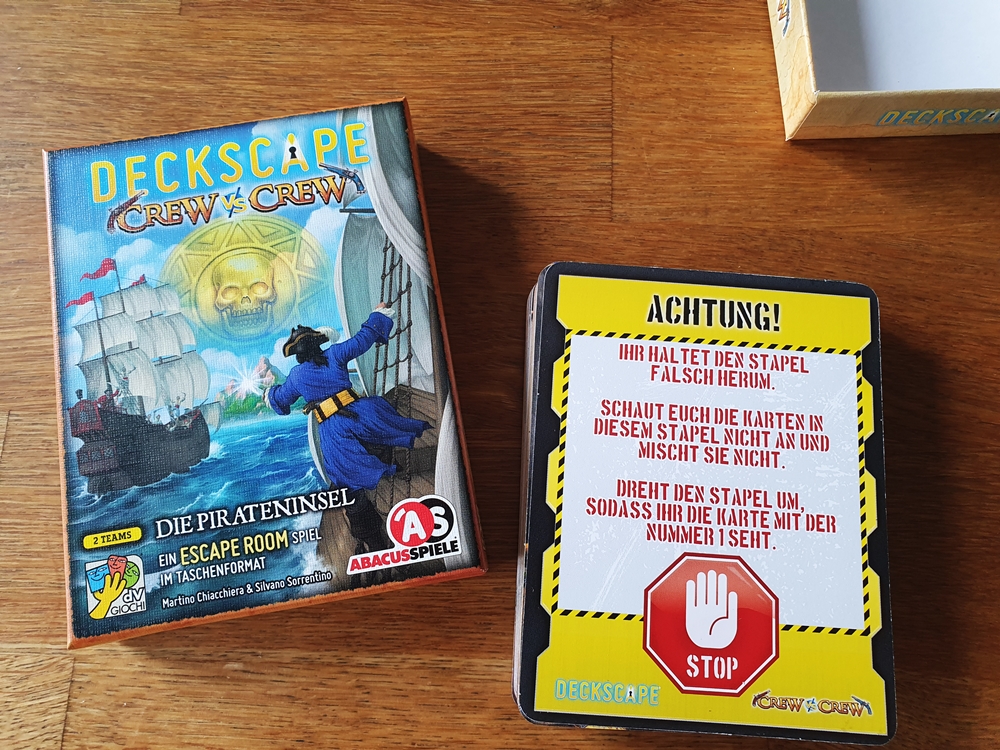 DECKSCAPE
CREW VS CREW
DIE PIRATENINSEL
2 TEAMS
EIN ESCAPE ROOM SPIEL
IM TASCHENFORMAT
Martino Chiacchiera & Silvano Sorrentino
dV
GIOCHI
AS
ABACUSSPIELE
ACHTUNG!
IHR HALTET DEN STAPEL
FALSCH HERUM.
SCHAUT EUCH DIE KARTEN IN
DIESEM STAPEL NICHT AN UND
MISCHT SIE NICHT.
DREHT DEN STAPEL UM,
SODASS IHR DIE KARTE MIT DER
NUMMER 1 SEHT.
STOP
DECKSCAPE
CREW VS CREW
DECKSCA